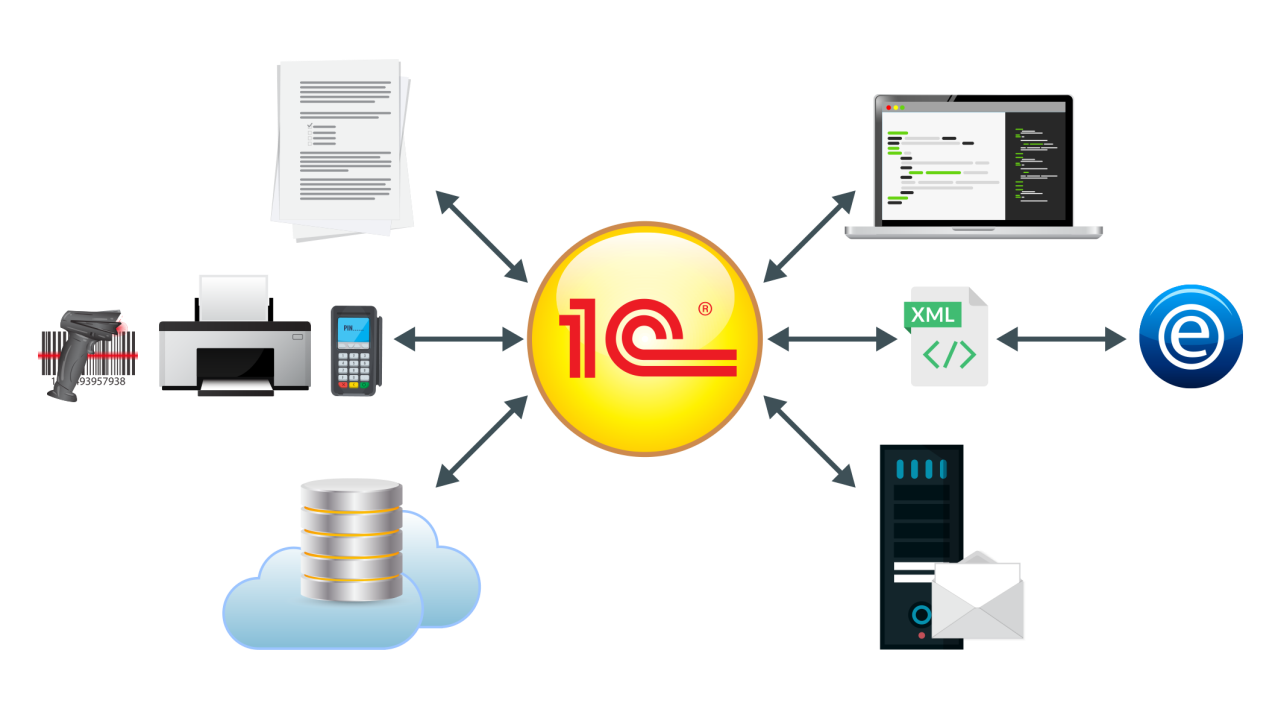 1С ®
PIN......
XML
</>
e